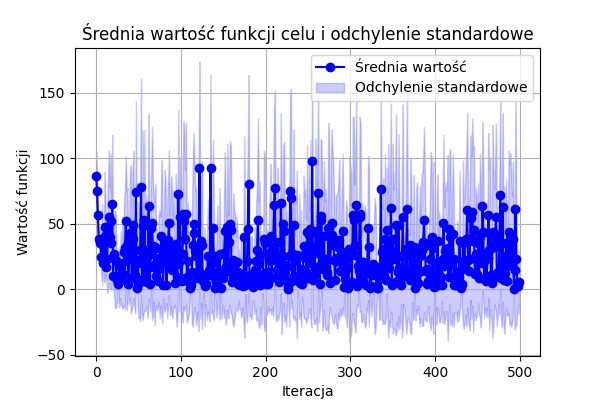 Średnia wartość funkcji celu i odchylenie standardowe
Średnia wartość
Odchylenie standardowe
Wartość funkcji
150
100
50
0
−50
0 100 200 300 400 500
Iteracja